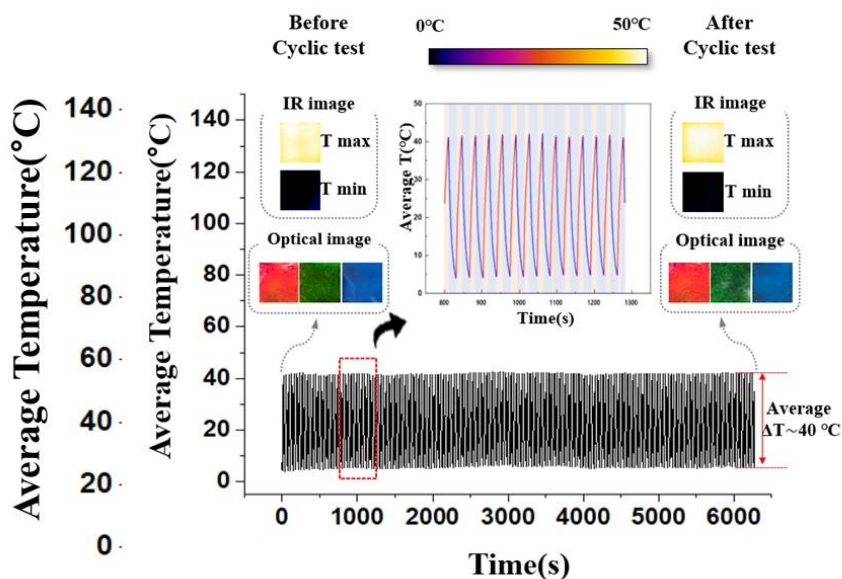 Before
Cyclic test
0℃
50℃
After
Cyclic test
Average Temperature(°C)
140
120
100
80
60
40
20
0
Average Temperature(°C)
140
120
100
80
60
40
20
0
IR image
T max
T min
Optical image
Average T(℃)
50
40
30
20
10
0
800
900
1000
1100
1200
1300
Time(s)
IR image
T max
T min
Optical image
Average
ΔT~40 ℃
0
1000
2000
3000
4000
5000
6000
Time(s)